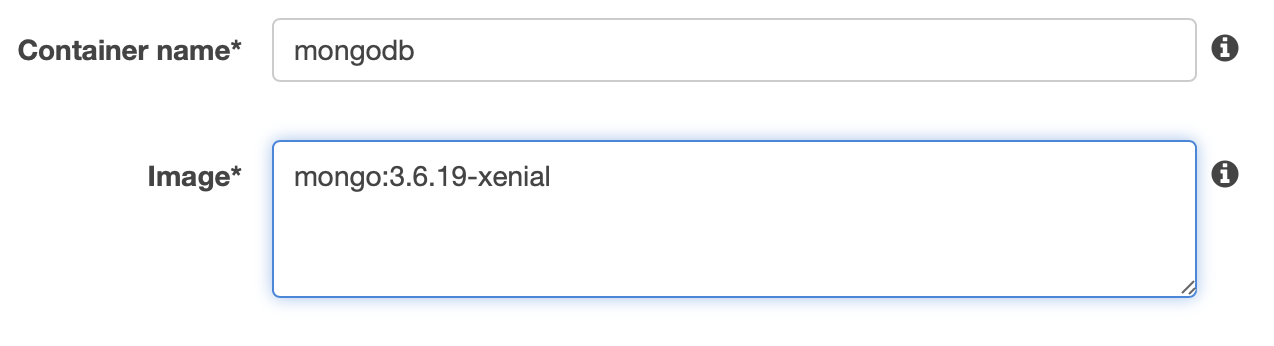 Container name* mongodb
Image* mongo:3.6.19-xenial